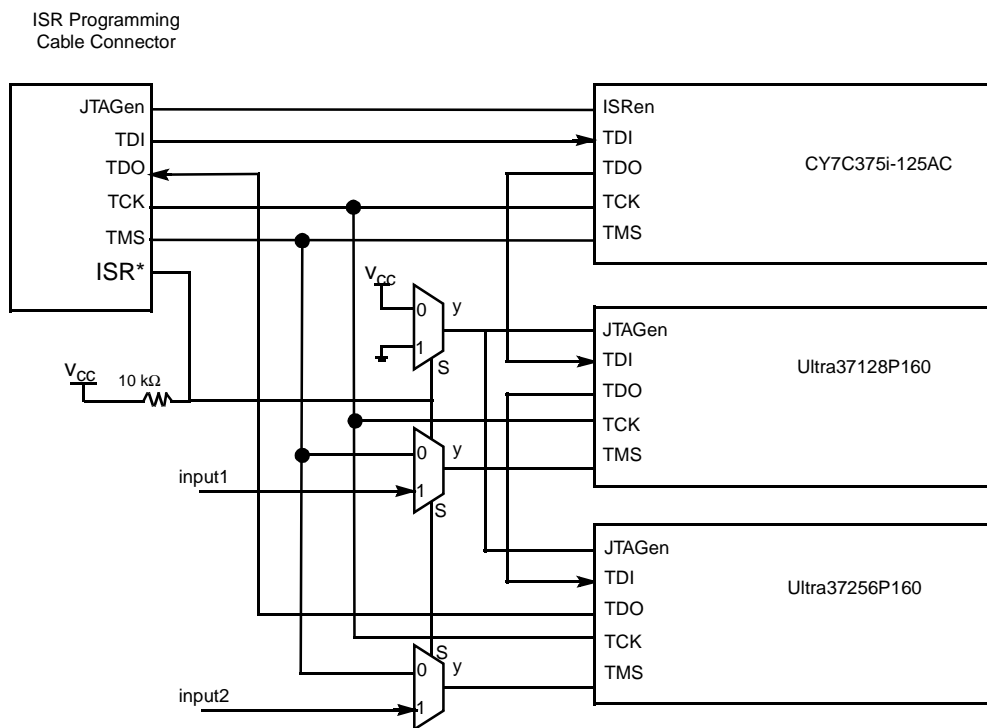 ISR Programming
Cable Connector
JTAGen
TDI
TDO
TCK
TMS
ISR*
ISRen
TDI
TDO
TCK
TMS
CY7C375i-125AC
VCC
0
1
y
S
JTAGen
TDI
TDO
TCK
TMS
Ultra37128P160
VCC
10 kΩ
0
1
y
S
input1
JTAGen
TDI
TDO
TCK
TMS
Ultra37256P160
S
0
1
y
input2